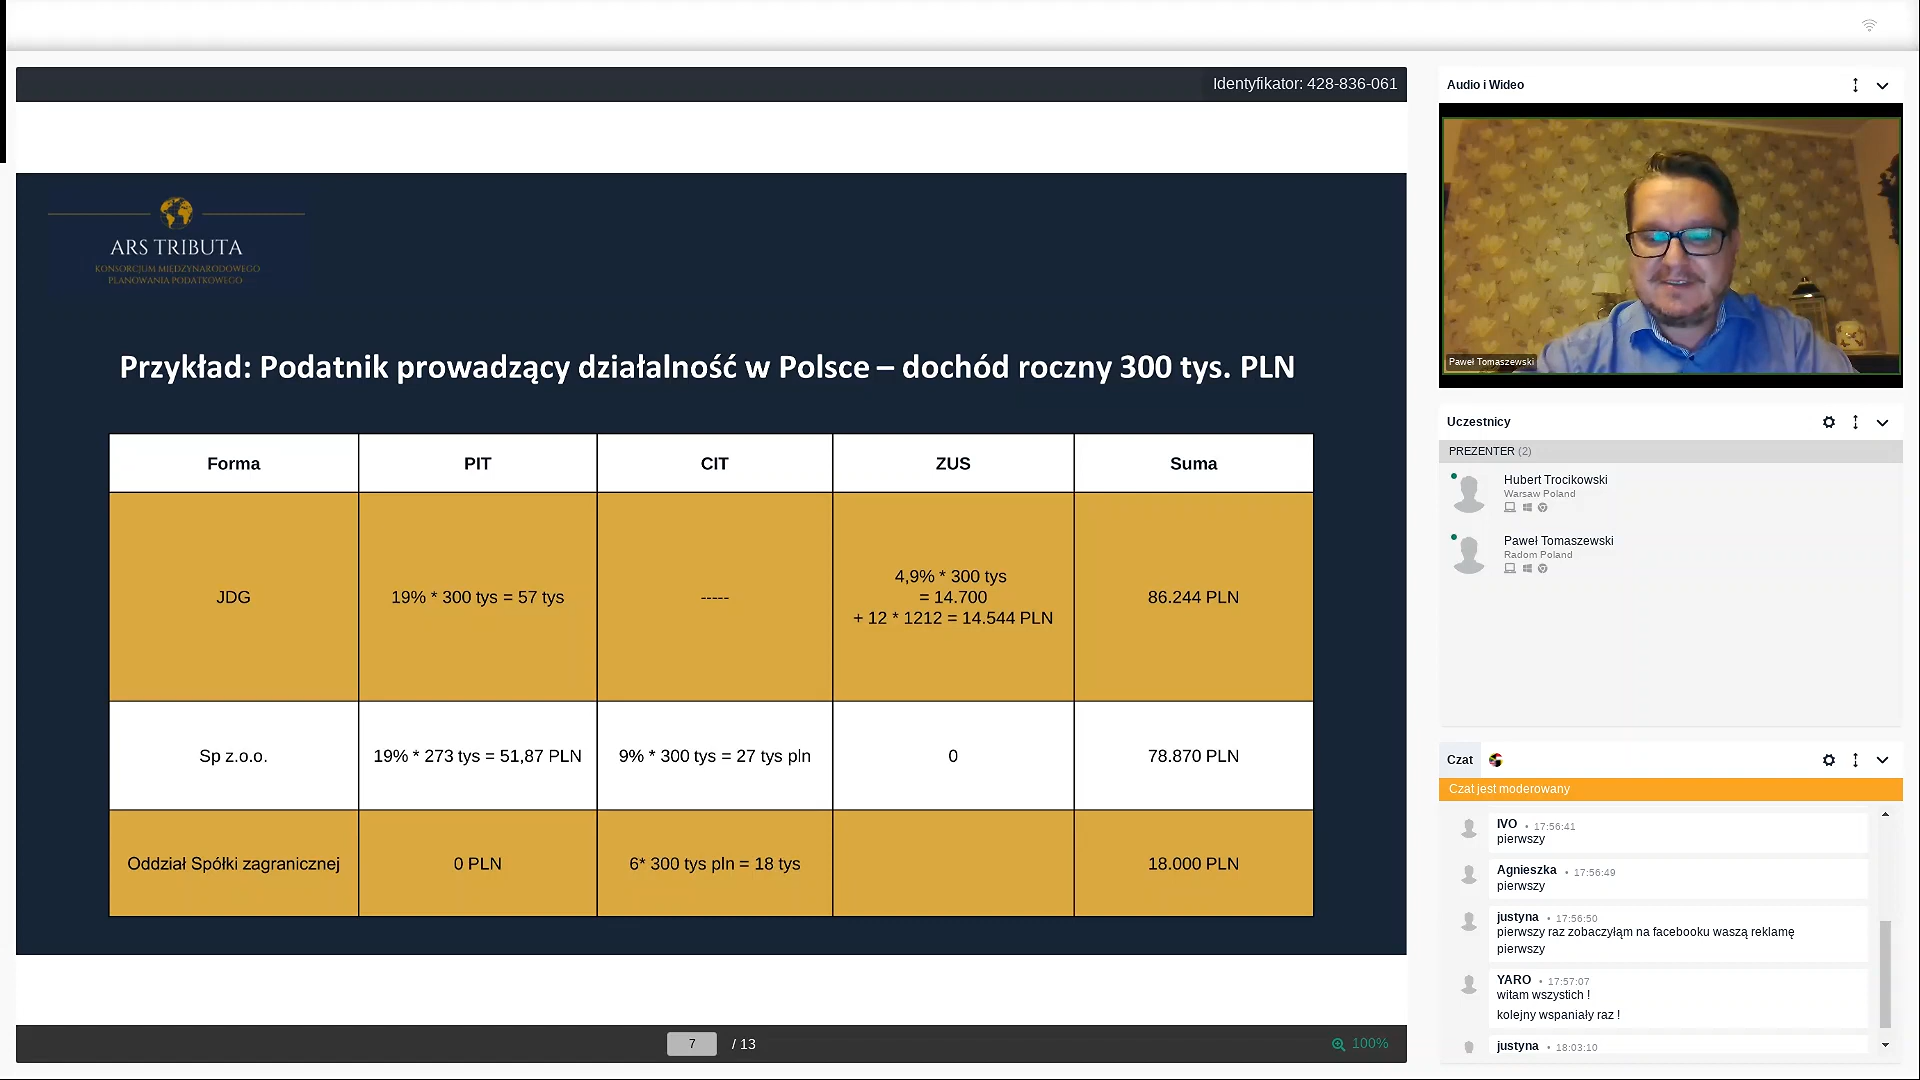 Identyfikator: 428-836-061
ARS TRIBUTA
KONSORCJUM MIĘDZYNARODOWEGO
PLANOWANIA PODATKOWEGO
Przykład: Podatnik prowadzący działalność w Polsce – dochód roczny 300 tys. PLN
Forma PIT CIT ZUS Suma
JDG 19% * 300 tys = 57 tys ----- 4,9% * 300 tys
= 14.700
+ 12 * 1212 = 14.544 PLN 86.244 PLN
Sp z.o.o. 19% * 273 tys = 51,87 PLN 9% * 300 tys = 27 tys pln 0 78.870 PLN
Oddział Spółki zagranicznej 0 PLN 6* 300 tys pln = 18 tys 18.000 PLN
7 / 13
100%
Audio i Wideo
Paweł Tomaszewski
Uczestnicy
PREZENTER (2)
Hubert Trocikowski
Warsaw Poland
Paweł Tomaszewski
Radom Poland
Czat
Czat jest moderowany
IVO • 17:56:41
pierwszy
Agnieszka • 17:56:49
pierwszy
justyna • 17:56:50
pierwszy raz zobaczyłąm na facebooku waszą reklamę
pierwszy
YARO • 17:57:07
witam wszystich !
kolejny wspaniały raz !
justyna • 18:03:10